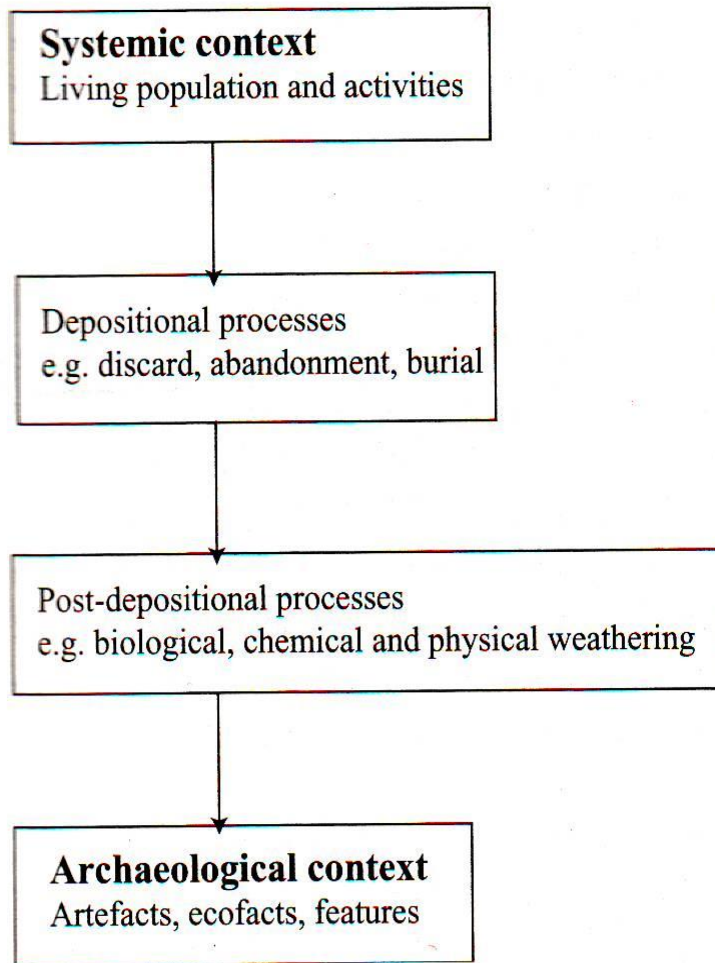 Systemic context
Living population and activities
Depositional processes
e.g. discard, abandonment, burial
Post-depositional processes
e.g. biological, chemical and physical weathering
Archaeological context
Artefacts, ecofacts, features